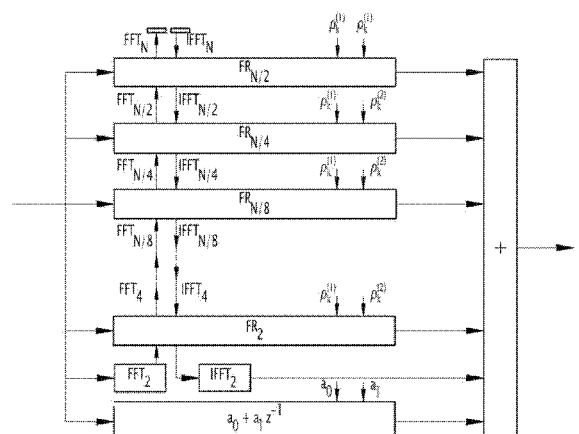 FFT_N IFFT_N ρ_k^(1) ρ_k^(1)
FR_N/2
FFT_N/2 IFFT_N/2 ρ_k^(1) ρ_k^(2)
FR_N/4
FFT_N/4 IFFT_N/4 ρ_k^(1) ρ_k^(2)
FR_N/8
FFT_N/8 IFFT_N/8
+
FFT_4 IFFT_4 ρ_k^(1) ρ_k^(2)
FR_2
FFT_2 IFFT_2 a_0 a_1
a_0 + a_1 z^-1